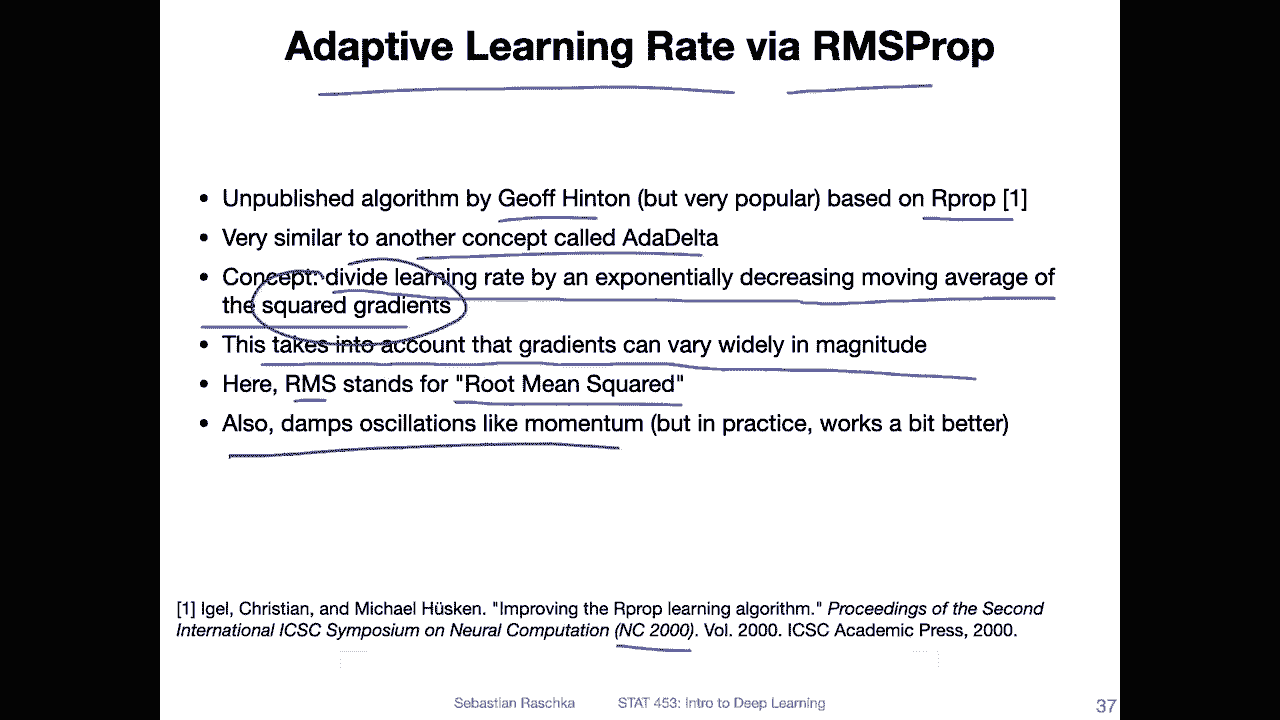 Adaptive Learning Rate via RMSProp
• Unpublished algorithm by Geoff Hinton (but very popular) based on Rprop [1]
• Very similar to another concept called AdaDelta
• Concept: divide learning rate by an exponentially decreasing moving average of
the squared gradients
• This takes into account that gradients can vary widely in magnitude
• Here, RMS stands for "Root Mean Squared"
• Also, damps oscillations like momentum (but in practice, works a bit better)
[1] Igel, Christian, and Michael Hüsken. "Improving the Rprop learning algorithm." Proceedings of the Second
International ICSC Symposium on Neural Computation (NC 2000). Vol. 2000. ICSC Academic Press, 2000.
Sebastian Raschka STAT 453: Intro to Deep Learning 37